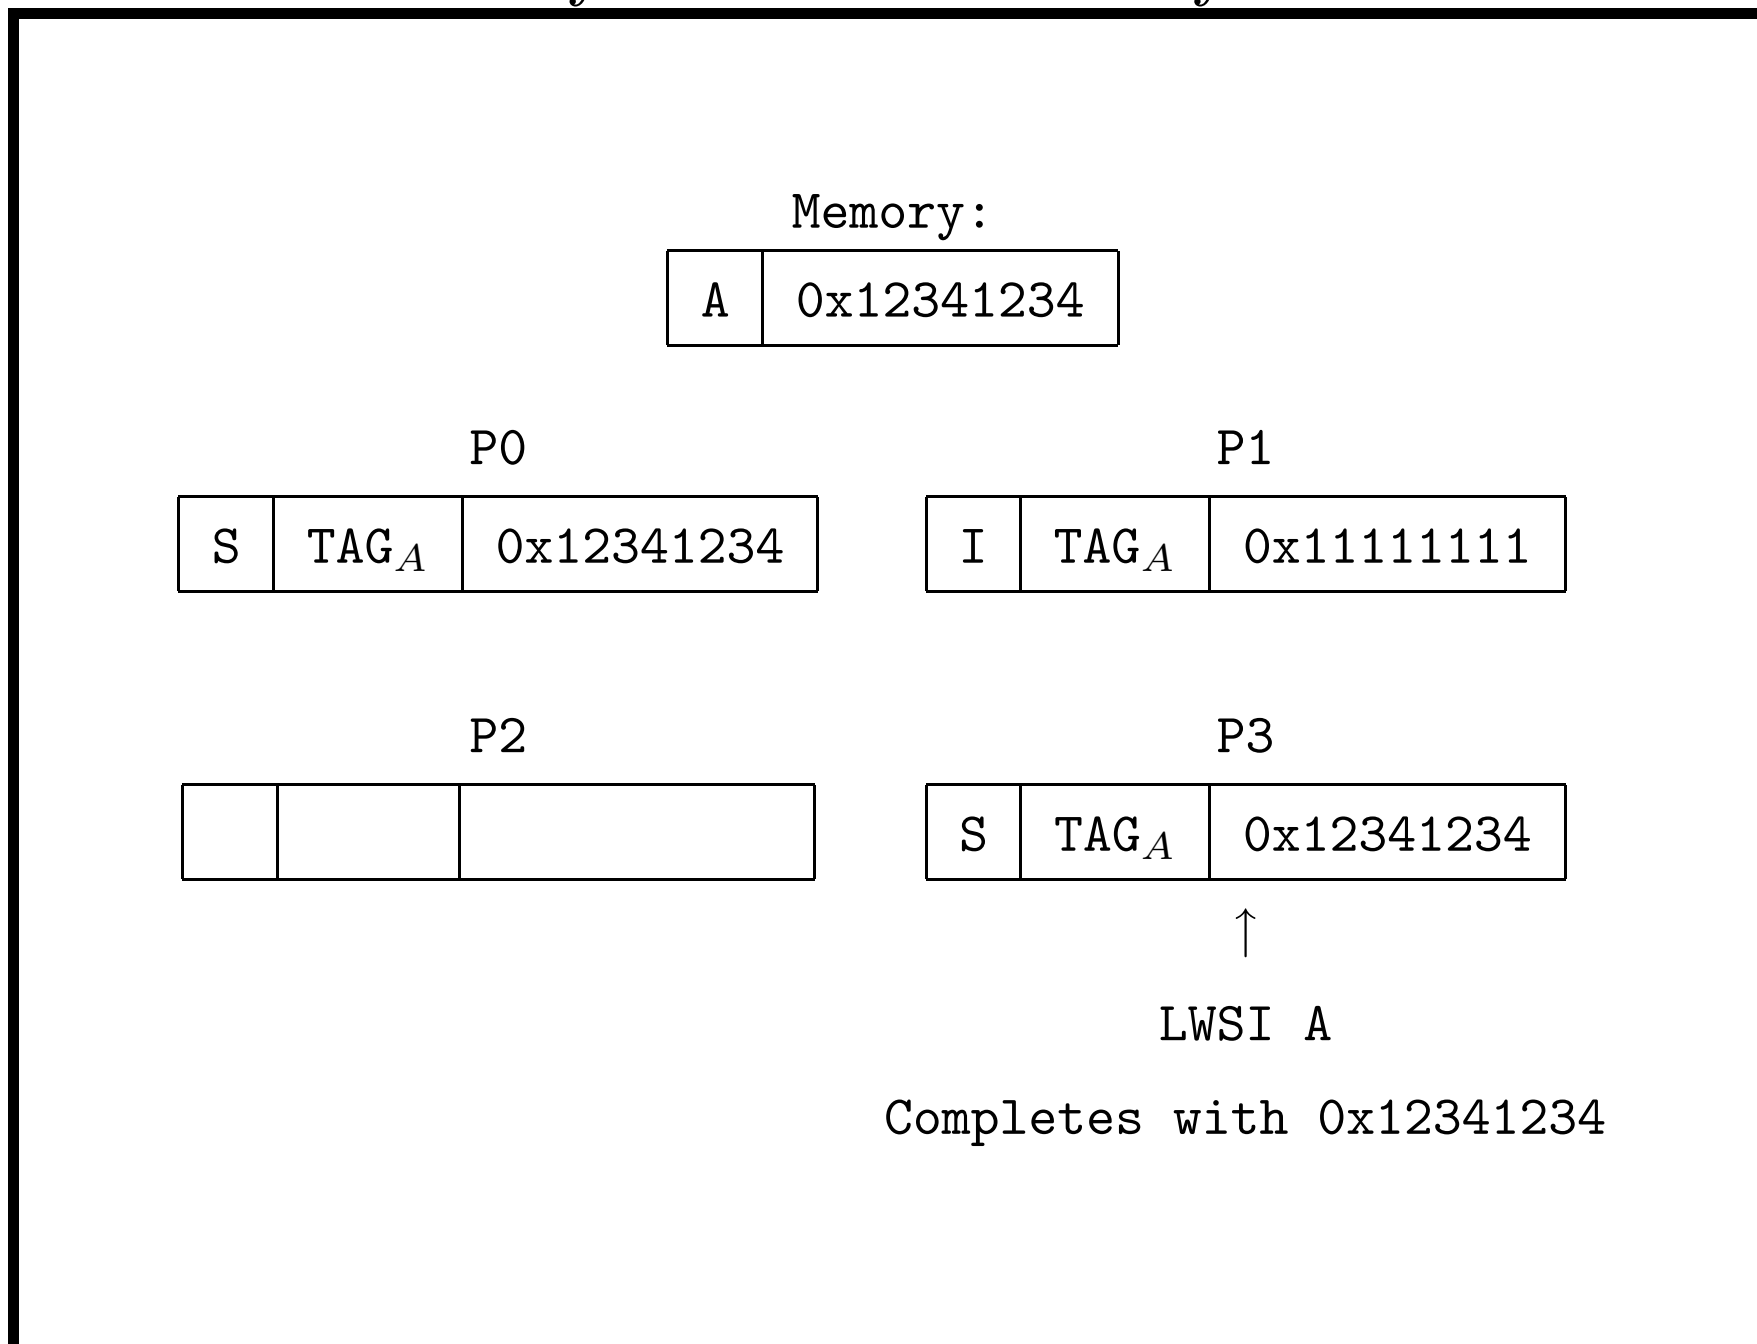 Memory:
A 0x12341234
P0 P1
S TAG_A 0x12341234 I TAG_A 0x11111111
P2 P3
S TAG_A 0x12341234
↑
LWSI A
Completes with 0x12341234